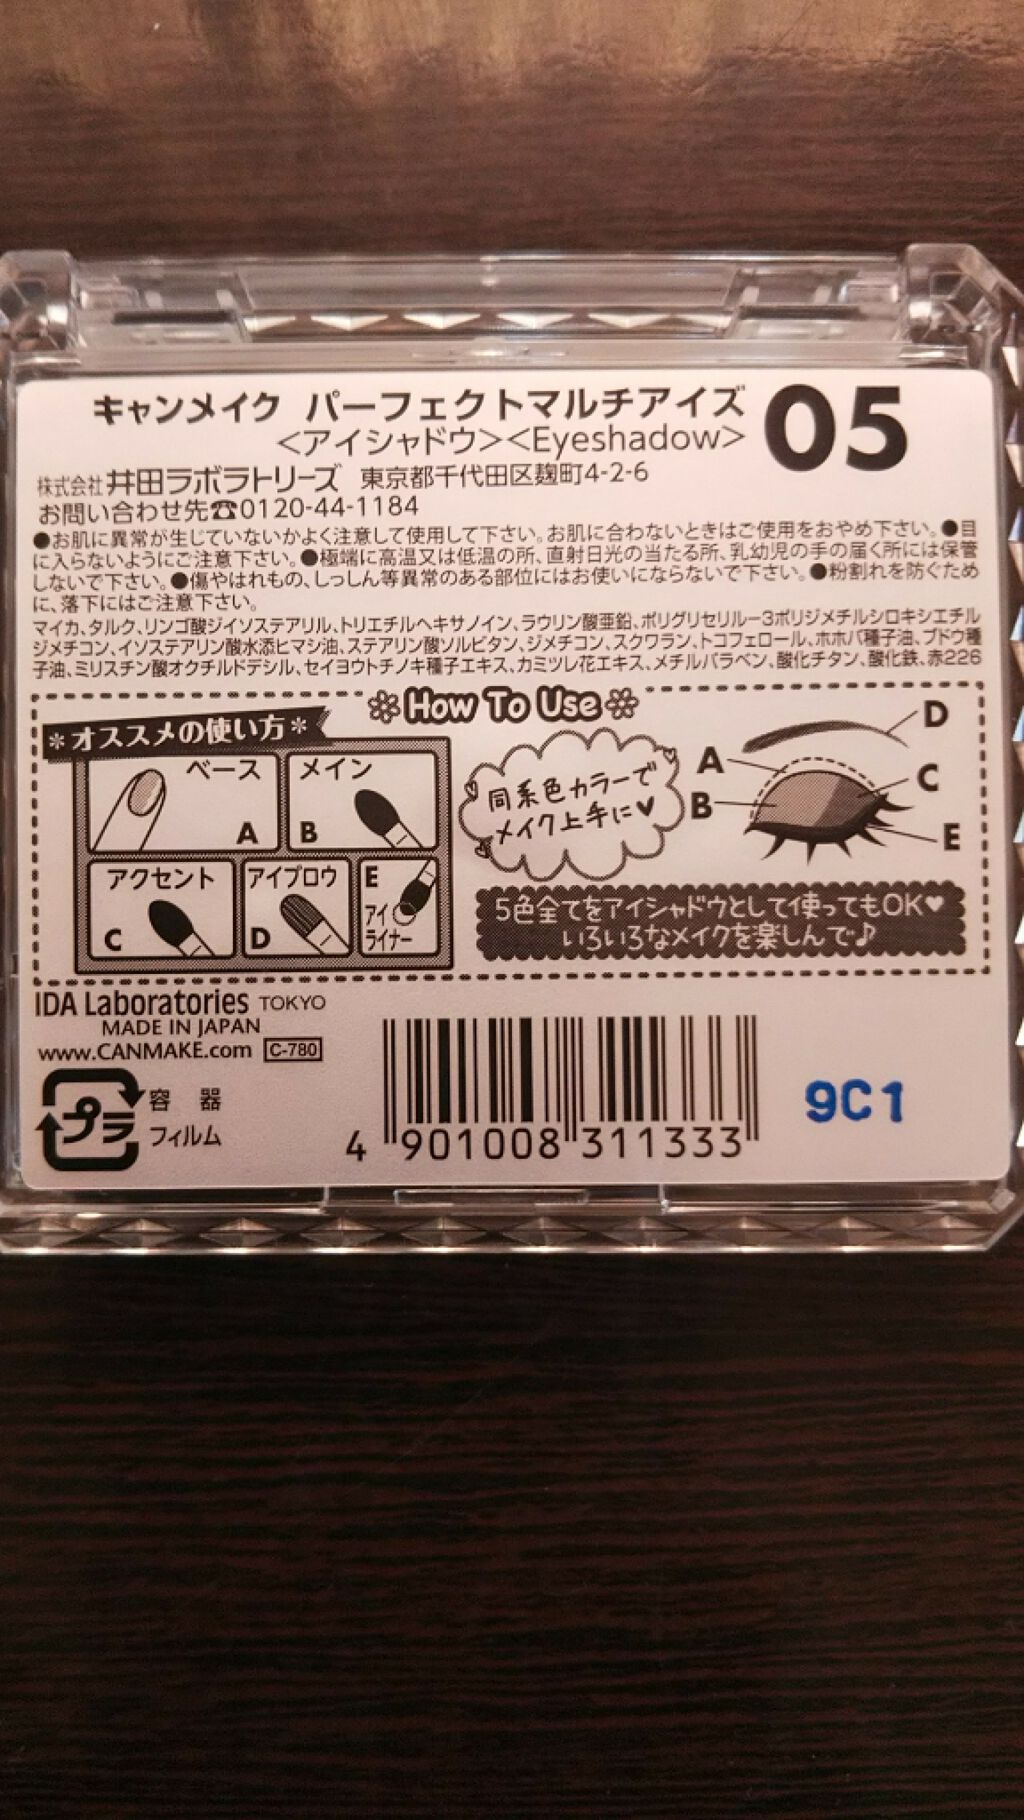 キャンメイク パーフェクトマルチアイズ
<アイシャドウ><Eyeshadow>
05
株式会社 井田ラボラトリーズ 東京都千代田区麹町4-2-6
お問い合わせ先☎0120-44-1184
●お肌に異常が生じていないかよく注意して使用して下さい。お肌に合わないときはご使用をおやめ下さい。●目
に入らないようにご注意下さい。●極端に高温又は低温の所、直射日光の当たる所、乳幼児の手の届く所には保管
しないで下さい。●傷やはれもの、しっしん等異常のある部位にはお使いにならないで下さい。●粉割れを防ぐため
に、落下にはご注意下さい。
マイカ、タルク、リンゴ酸ジイソステアリル、トリエチルヘキサノイン、ラウリン酸亜鉛、ポリグリセリルー3ポリジメチルシロキシエチル
ジメチコン、イソステアリン酸水添ヒマシ油、ステアリン酸ソルビタン、ジメチコン、スクワラン、トコフェロール、ホホバ種子油、ブドウ種
子油、ミリスチン酸オクチルドデシル、セイヨウトチノキ種子エキス、カミツレ花エキス、メチルパラベン、酸化チタン、酸化鉄、赤226
How To Use
*オススメの使い方*
ベース
A
メイン
B
アクセント
C
アイブロウ
D
E
アイ
ライナー
同系色カラーで
メイク上手に♥
A
B
D
C
E
5色全てをアイシャドウとして使ってもOK♥
いろいろなメイクを楽しんで♪
IDA Laboratories TOKYO
MADE IN JAPAN
www.CANMAKE.com C-780
プラ
容 器
フィルム
4 901008 311333
9C1